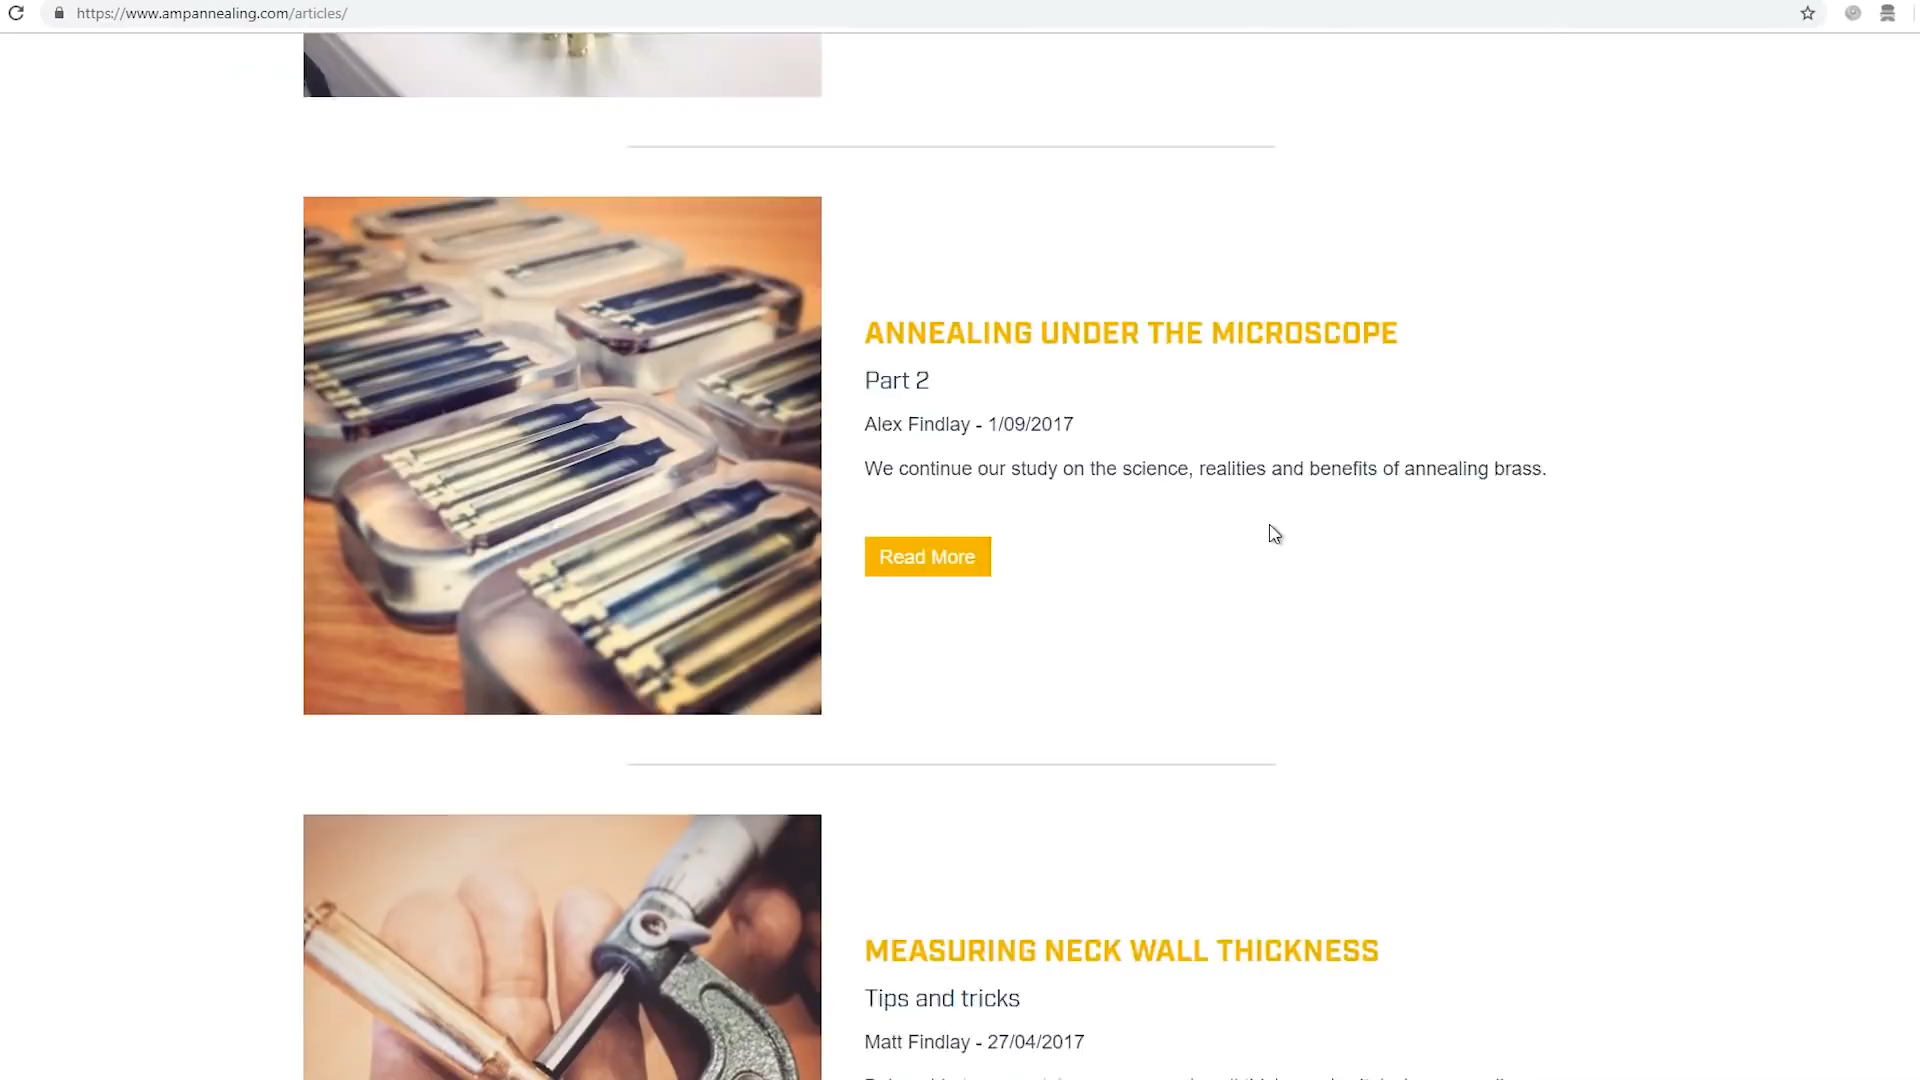 https://www.ampannealing.com/articles/
ANNEALING UNDER THE MICROSCOPE
Part 2
Alex Findlay - 1/09/2017
We continue our study on the science, realities and benefits of annealing brass.
Read More
MEASURING NECK WALL THICKNESS
Tips and tricks
Matt Findlay - 27/04/2017